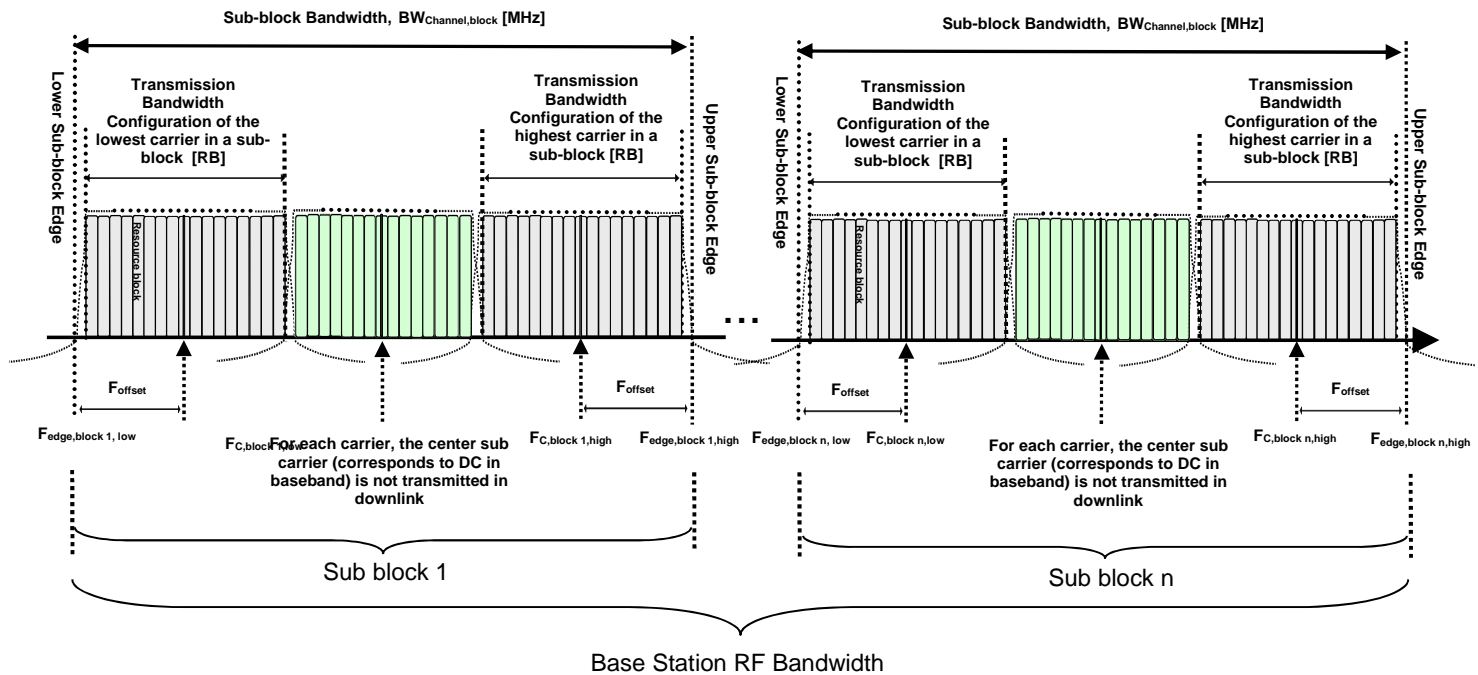 Sub-block Bandwidth, BWChannel,block [MHz]
Lower Sub-block Edge
Transmission
Bandwidth
Configuration of the
lowest carrier in a sub-
block [RB]
Transmission
Bandwidth
Configuration of the
highest carrier in a
sub-block [RB]
Upper Sub-block Edge
Resource block
Foffset
Foffset
Fedge,block 1, low
FC,block 1,low
FC,block 1,high
Fedge,block 1,high
For each carrier, the center sub
carrier (corresponds to DC in
baseband) is not transmitted in
downlink
Sub block 1
...
Sub-block Bandwidth, BWChannel,block [MHz]
Lower Sub-block Edge
Transmission
Bandwidth
Configuration of the
lowest carrier in a
sub-block [RB]
Transmission
Bandwidth
Configuration of the
highest carrier in a
sub-block [RB]
Upper Sub-block Edge
Resource block
Foffset
Foffset
Fedge,block n, low
FC,block n,low
FC,block n,high
Fedge,block n,high
For each carrier, the center sub
carrier (corresponds to DC in
baseband) is not transmitted in
downlink
Sub block n
Base Station RF Bandwidth